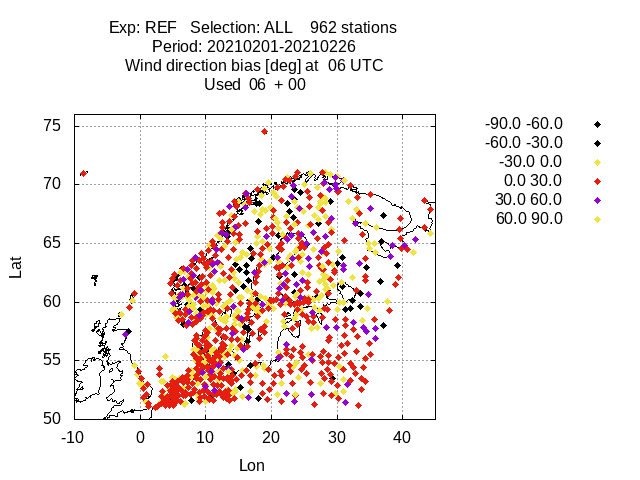 Exp: REF   Selection: ALL    962 stations
Period: 20210201-20210226
Wind direction bias [deg] at  06 UTC
Used  06  + 00
-90.0 -60.0
-60.0 -30.0
-30.0 0.0
0.0 30.0
30.0 60.0
60.0 90.0
75
70
65
60
55
50
Lat
-10 0 10 20 30 40
Lon